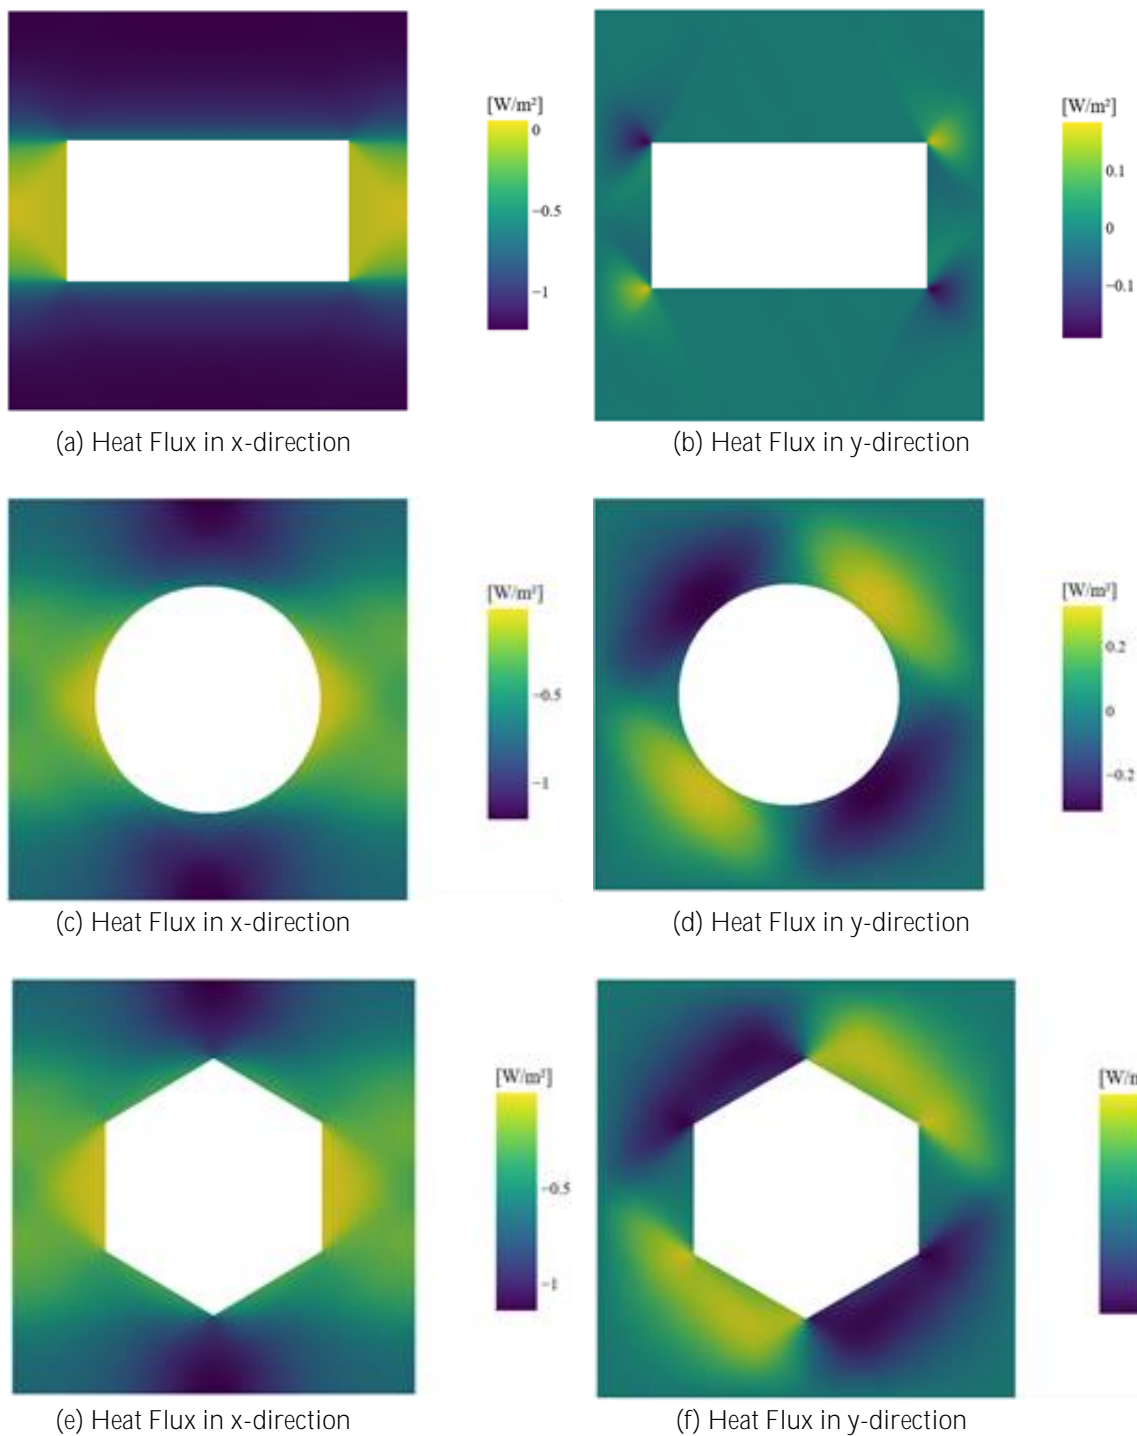 [W/m²]
0
−0.5
−1
[W/m²]
0.1
0
−0.1
(a) Heat Flux in x-direction
(b) Heat Flux in y-direction
[W/m²]
−0.5
−1
[W/m²]
0.2
0
−0.2
(c) Heat Flux in x-direction
(d) Heat Flux in y-direction
[W/m²]
−0.5
−1
[W/m
(e) Heat Flux in x-direction
(f) Heat Flux in y-direction